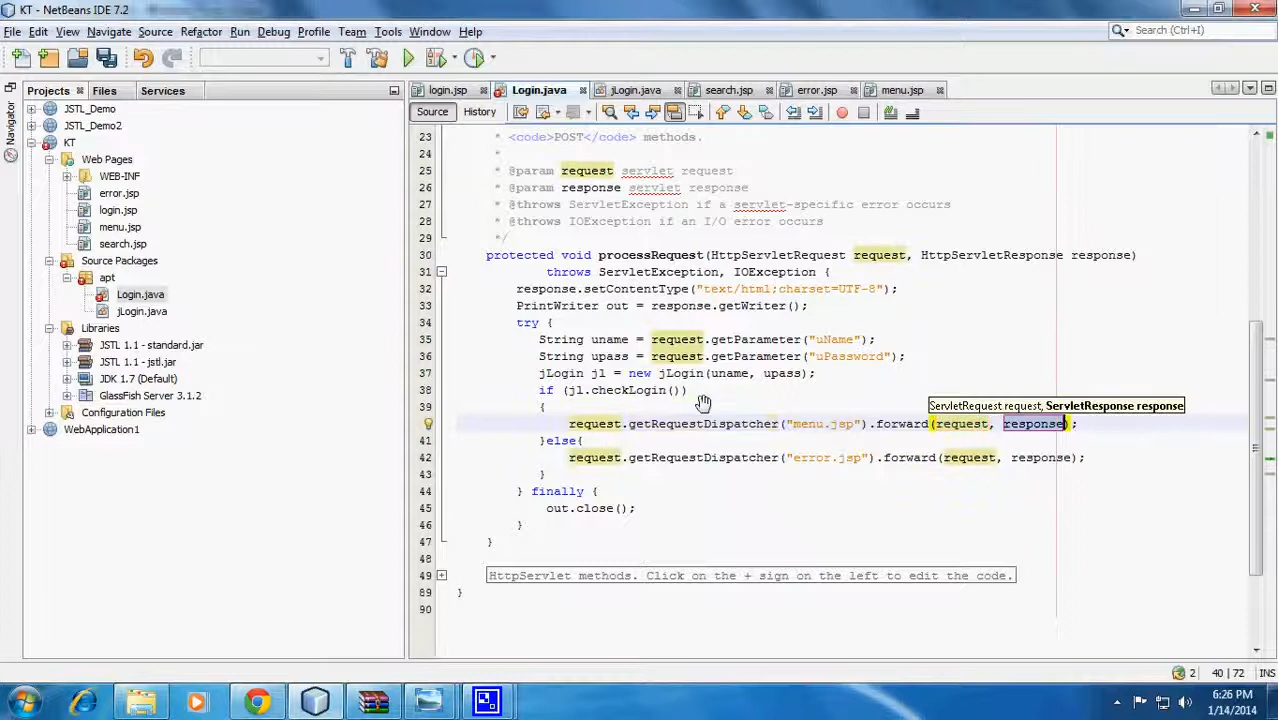 KT - NetBeans IDE 7.2
File Edit View Navigate Source Refactor Run Debug Profile Team Tools Window Help
Search (Ctrl+I)
Projects Files Services
login.jsp Login.java jLogin.java search.jsp error.jsp menu.jsp
Navigator
Source History
JSTL_Demo
JSTL_Demo2
KT
Web Pages
WEB-INF
error.jsp
login.jsp
menu.jsp
search.jsp
Source Packages
apt
Login.java
jLogin.java
Libraries
JSTL 1.1 - standard.jar
JSTL 1.1 - jstl.jar
JDK 1.7 (Default)
GlassFish Server 3.1.2
Configuration Files
WebApplication1
23 * <code>POST</code> methods.
24 *
25 * @param request servlet request
26 * @param response servlet response
27 * @throws ServletException if a servlet-specific error occurs
28 * @throws IOException if an I/O error occurs
29 */
30 protected void processRequest(HttpServletRequest request, HttpServletResponse response)
31 throws ServletException, IOException {
32 response.setContentType("text/html;charset=UTF-8");
33 PrintWriter out = response.getWriter();
34 try {
35 String uname = request.getParameter("uName");
36 String upass = request.getParameter("uPassword");
37 jLogin jl = new jLogin(uname, upass);
38 if (jl.checkLogin())
39 {
ServletRequest request, ServletResponse response
request.getRequestDispatcher("menu.jsp").forward(request, response);
41 }else{
42 request.getRequestDispatcher("error.jsp").forward(request, response);
43 }
44 } finally {
45 out.close();
46 }
47 }
48
49 HttpServlet methods. Click on the + sign on the left to edit the code.
89 }
90
2 40 | 72 INS
6:26 PM
1/14/2014